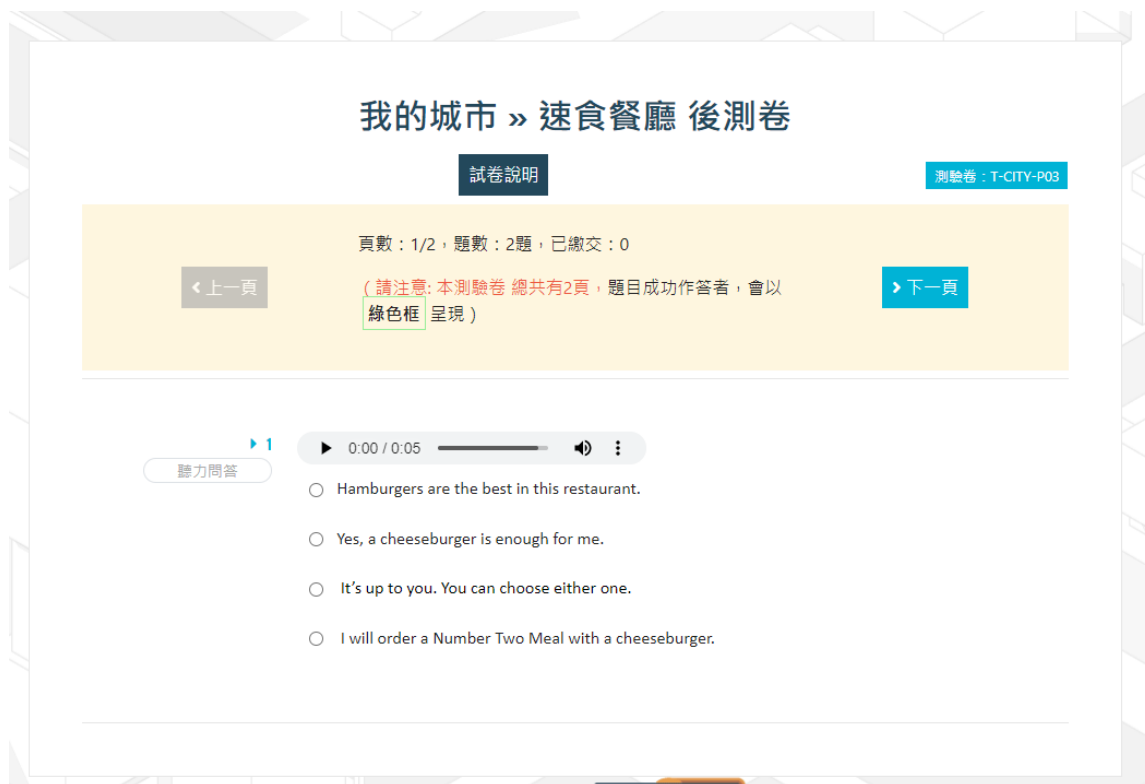 我的城市 » 速食餐廳 後測卷
試卷說明
測驗卷：T-CITY-P03
頁數：1/2，題數：2題，已繳交：0
上一頁
( 請注意: 本測驗卷 總共有2頁，題目成功作答者，會以
綠色框 呈現 )
下一頁
1
聽力問答
0:00 / 0:05
Hamburgers are the best in this restaurant.
Yes, a cheeseburger is enough for me.
It’s up to you. You can choose either one.
I will order a Number Two Meal with a cheeseburger.